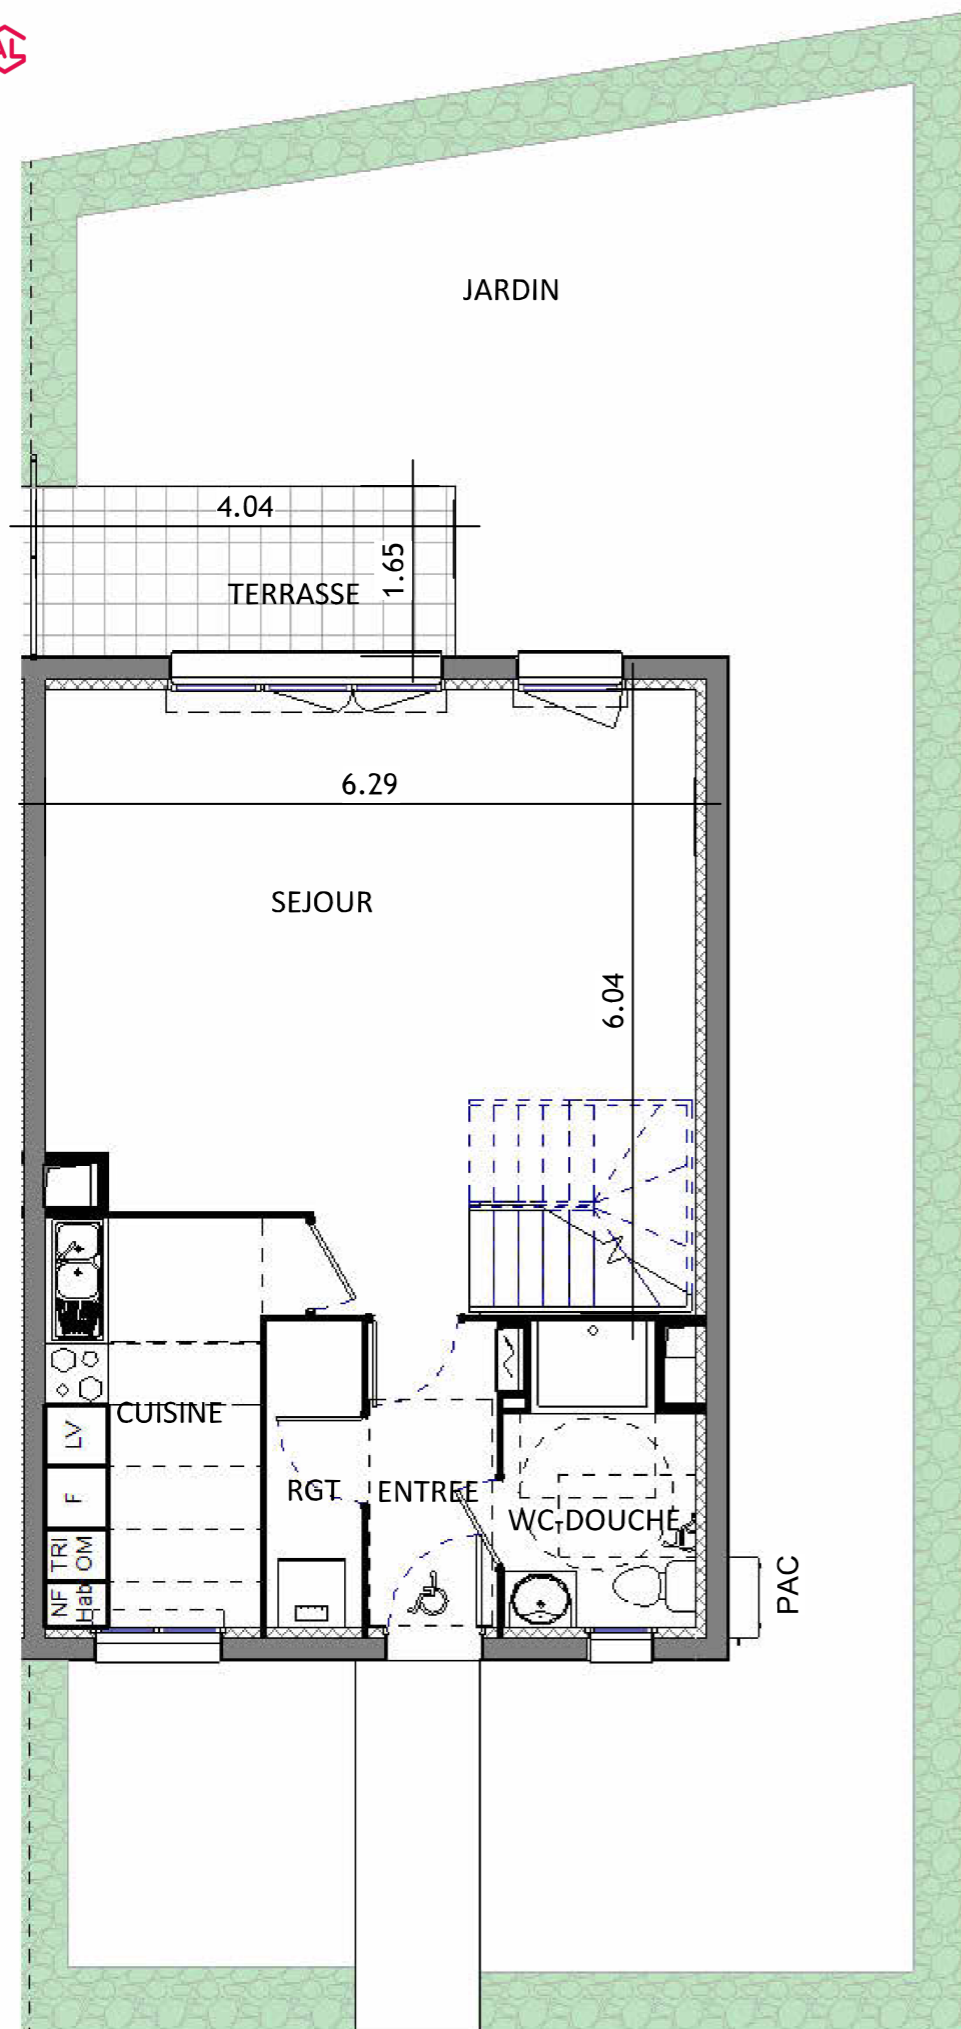 AL
JARDIN
4.04
1.65
TERRASSE
6.29
SEJOUR
6.04
CUISINE
LV
F
TRI
OM
NF
Hab
RGT
ENTREE
WC-DOUCHE
PAC